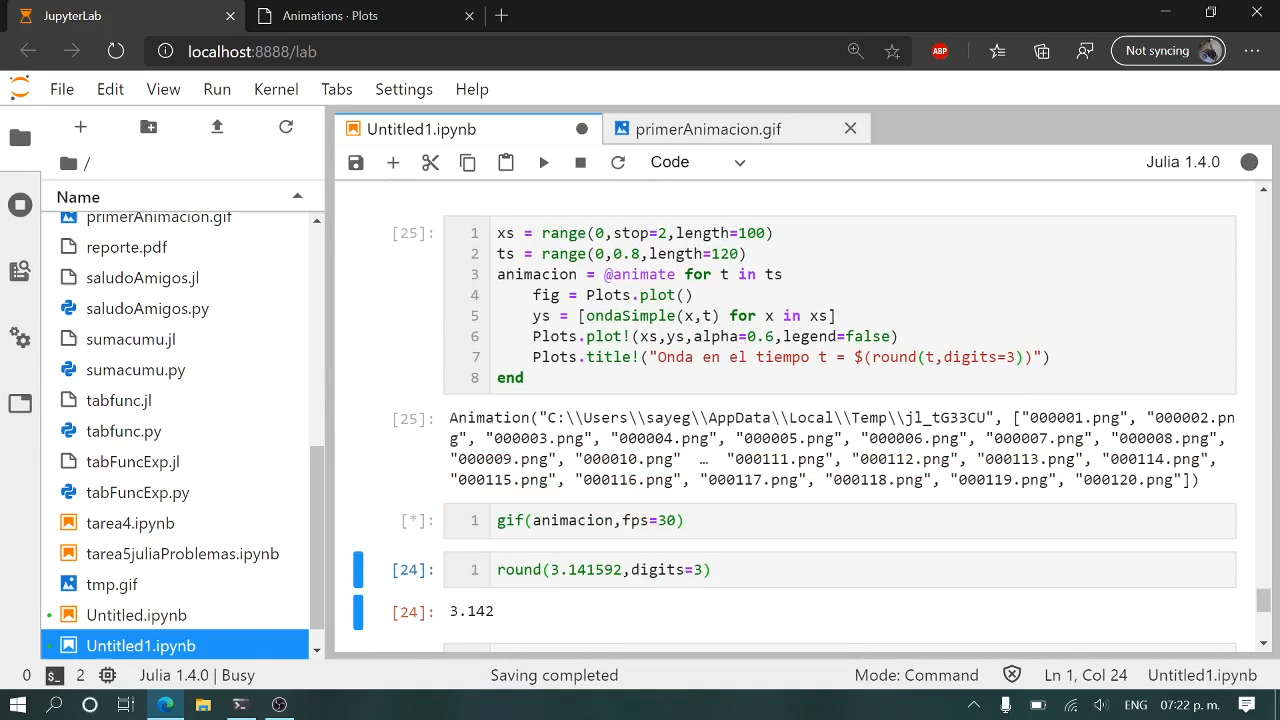 JupyterLab
Animations · Plots
localhost:8888/lab
ABP
Not syncing
File Edit View Run Kernel Tabs Settings Help
Untitled1.ipynb
primerAnimacion.gif
/
Code
Julia 1.4.0
Name
primerAnimacion.gif
reporte.pdf
saludoAmigos.jl
saludoAmigos.py
sumacumu.jl
sumacumu.py
tabfunc.jl
tabfunc.py
tabFuncExp.jl
tabFuncExp.py
tarea4.ipynb
tarea5juliaProblemas.ipynb
tmp.gif
Untitled.ipynb
Untitled1.ipynb
[25]:
1 xs = range(0,stop=2,length=100)
2 ts = range(0,0.8,length=120)
3 animacion = @animate for t in ts
4 fig = Plots.plot()
5 ys = [ondaSimple(x,t) for x in xs]
6 Plots.plot!(xs,ys,alpha=0.6,legend=false)
7 Plots.title!("Onda en el tiempo t = $(round(t,digits=3))")
8 end
[25]: Animation("C:\\Users\\sayeg\\AppData\\Local\\Temp\\jl_tG33CU", ["000001.png", "000002.pn
g", "000003.png", "000004.png", "000005.png", "000006.png", "000007.png", "000008.png",
"000009.png", "000010.png" … "000111.png", "000112.png", "000113.png", "000114.png",
"000115.png", "000116.png", "000117.png", "000118.png", "000119.png", "000120.png"])
[*]: 1 gif(animacion,fps=30)
[24]: 1 round(3.141592,digits=3)
[24]: 3.142
0 $_ 2 Julia 1.4.0 | Busy Saving completed Mode: Command Ln 1, Col 24 Untitled1.ipynb
ENG 07:22 p. m.